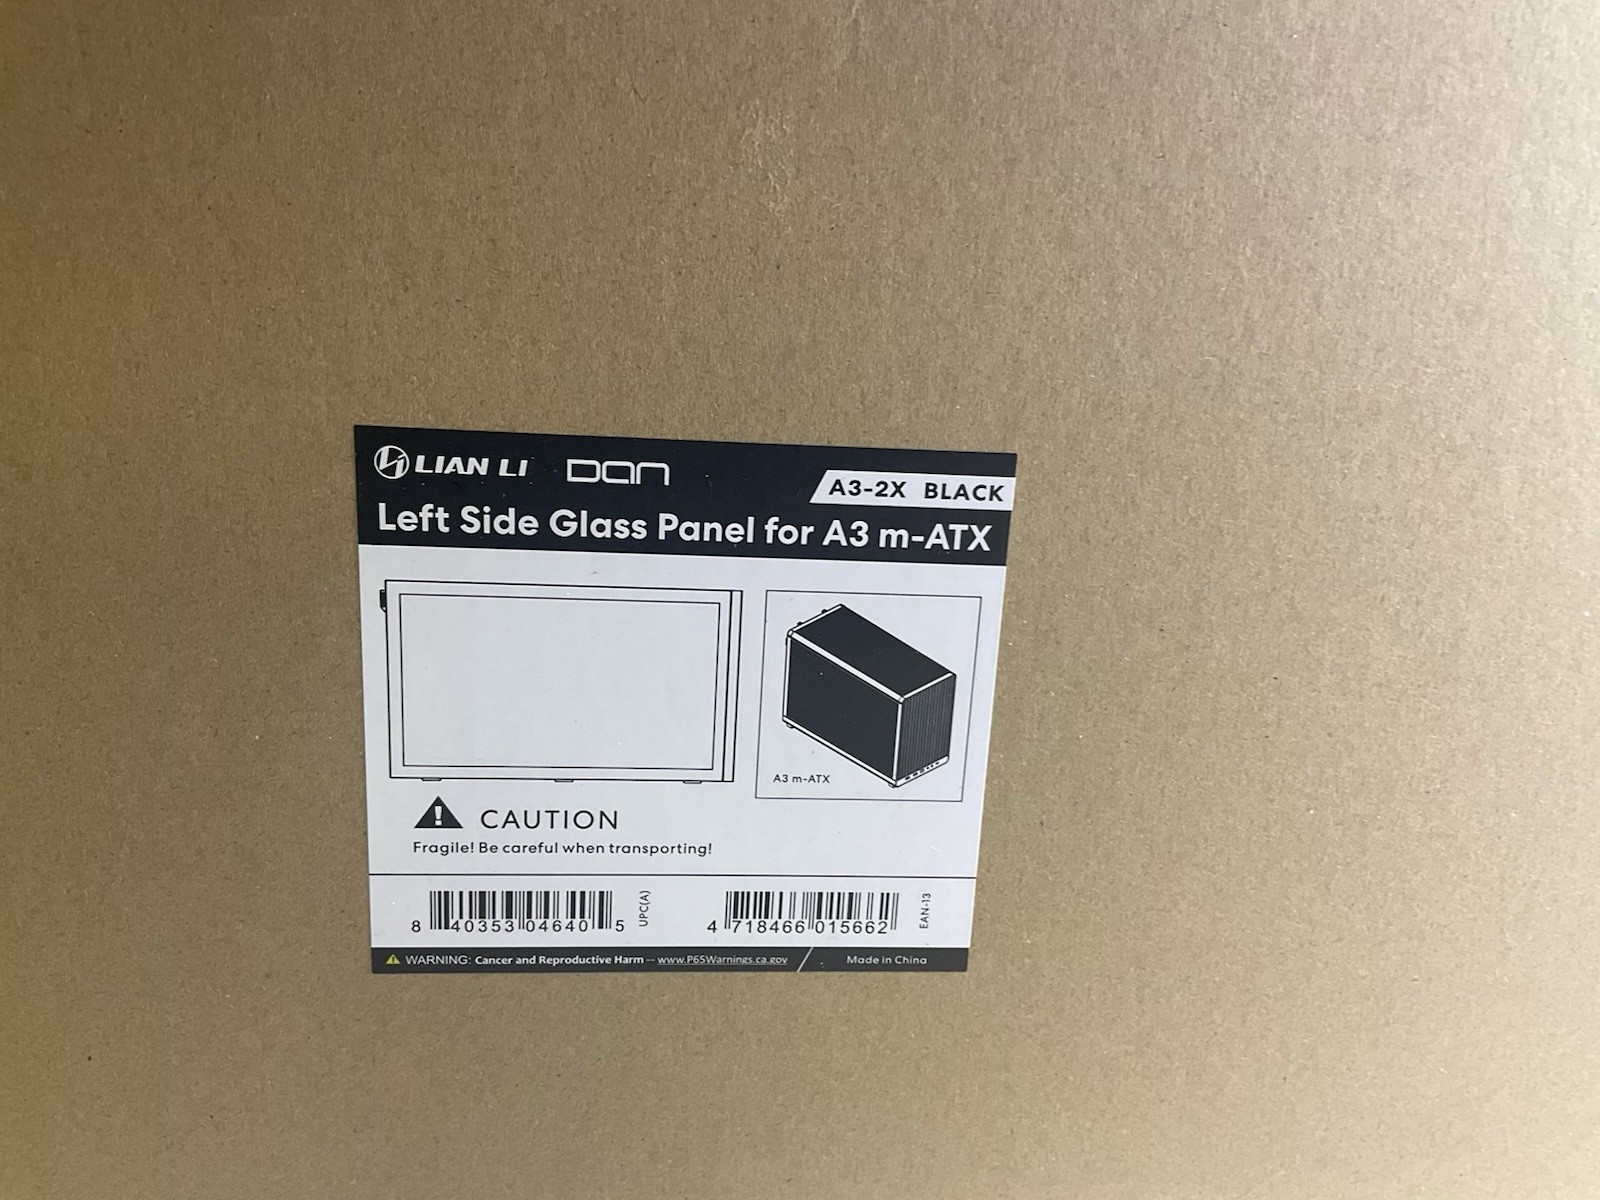 LIAN LI DAN
A3-2X BLACK
Left Side Glass Panel for A3 m-ATX
A3 m-ATX
CAUTION
Fragile! Be careful when transporting!
8 40353 04640 5 UPC(A)
4 718466 015662 EAN-13
WARNING: Cancer and Reproductive Harm -- www.P65Warnings.ca.gov Made in China